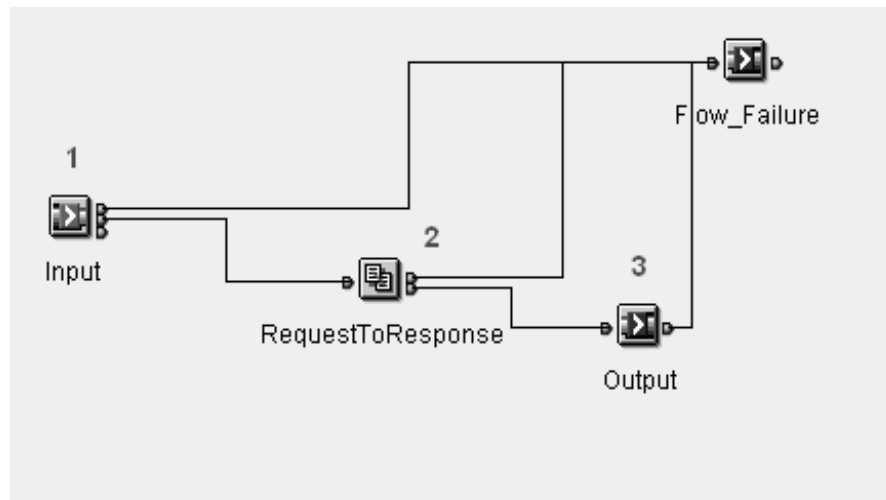 Flow_Failure
1
Input
2
RequestToResponse
3
Output